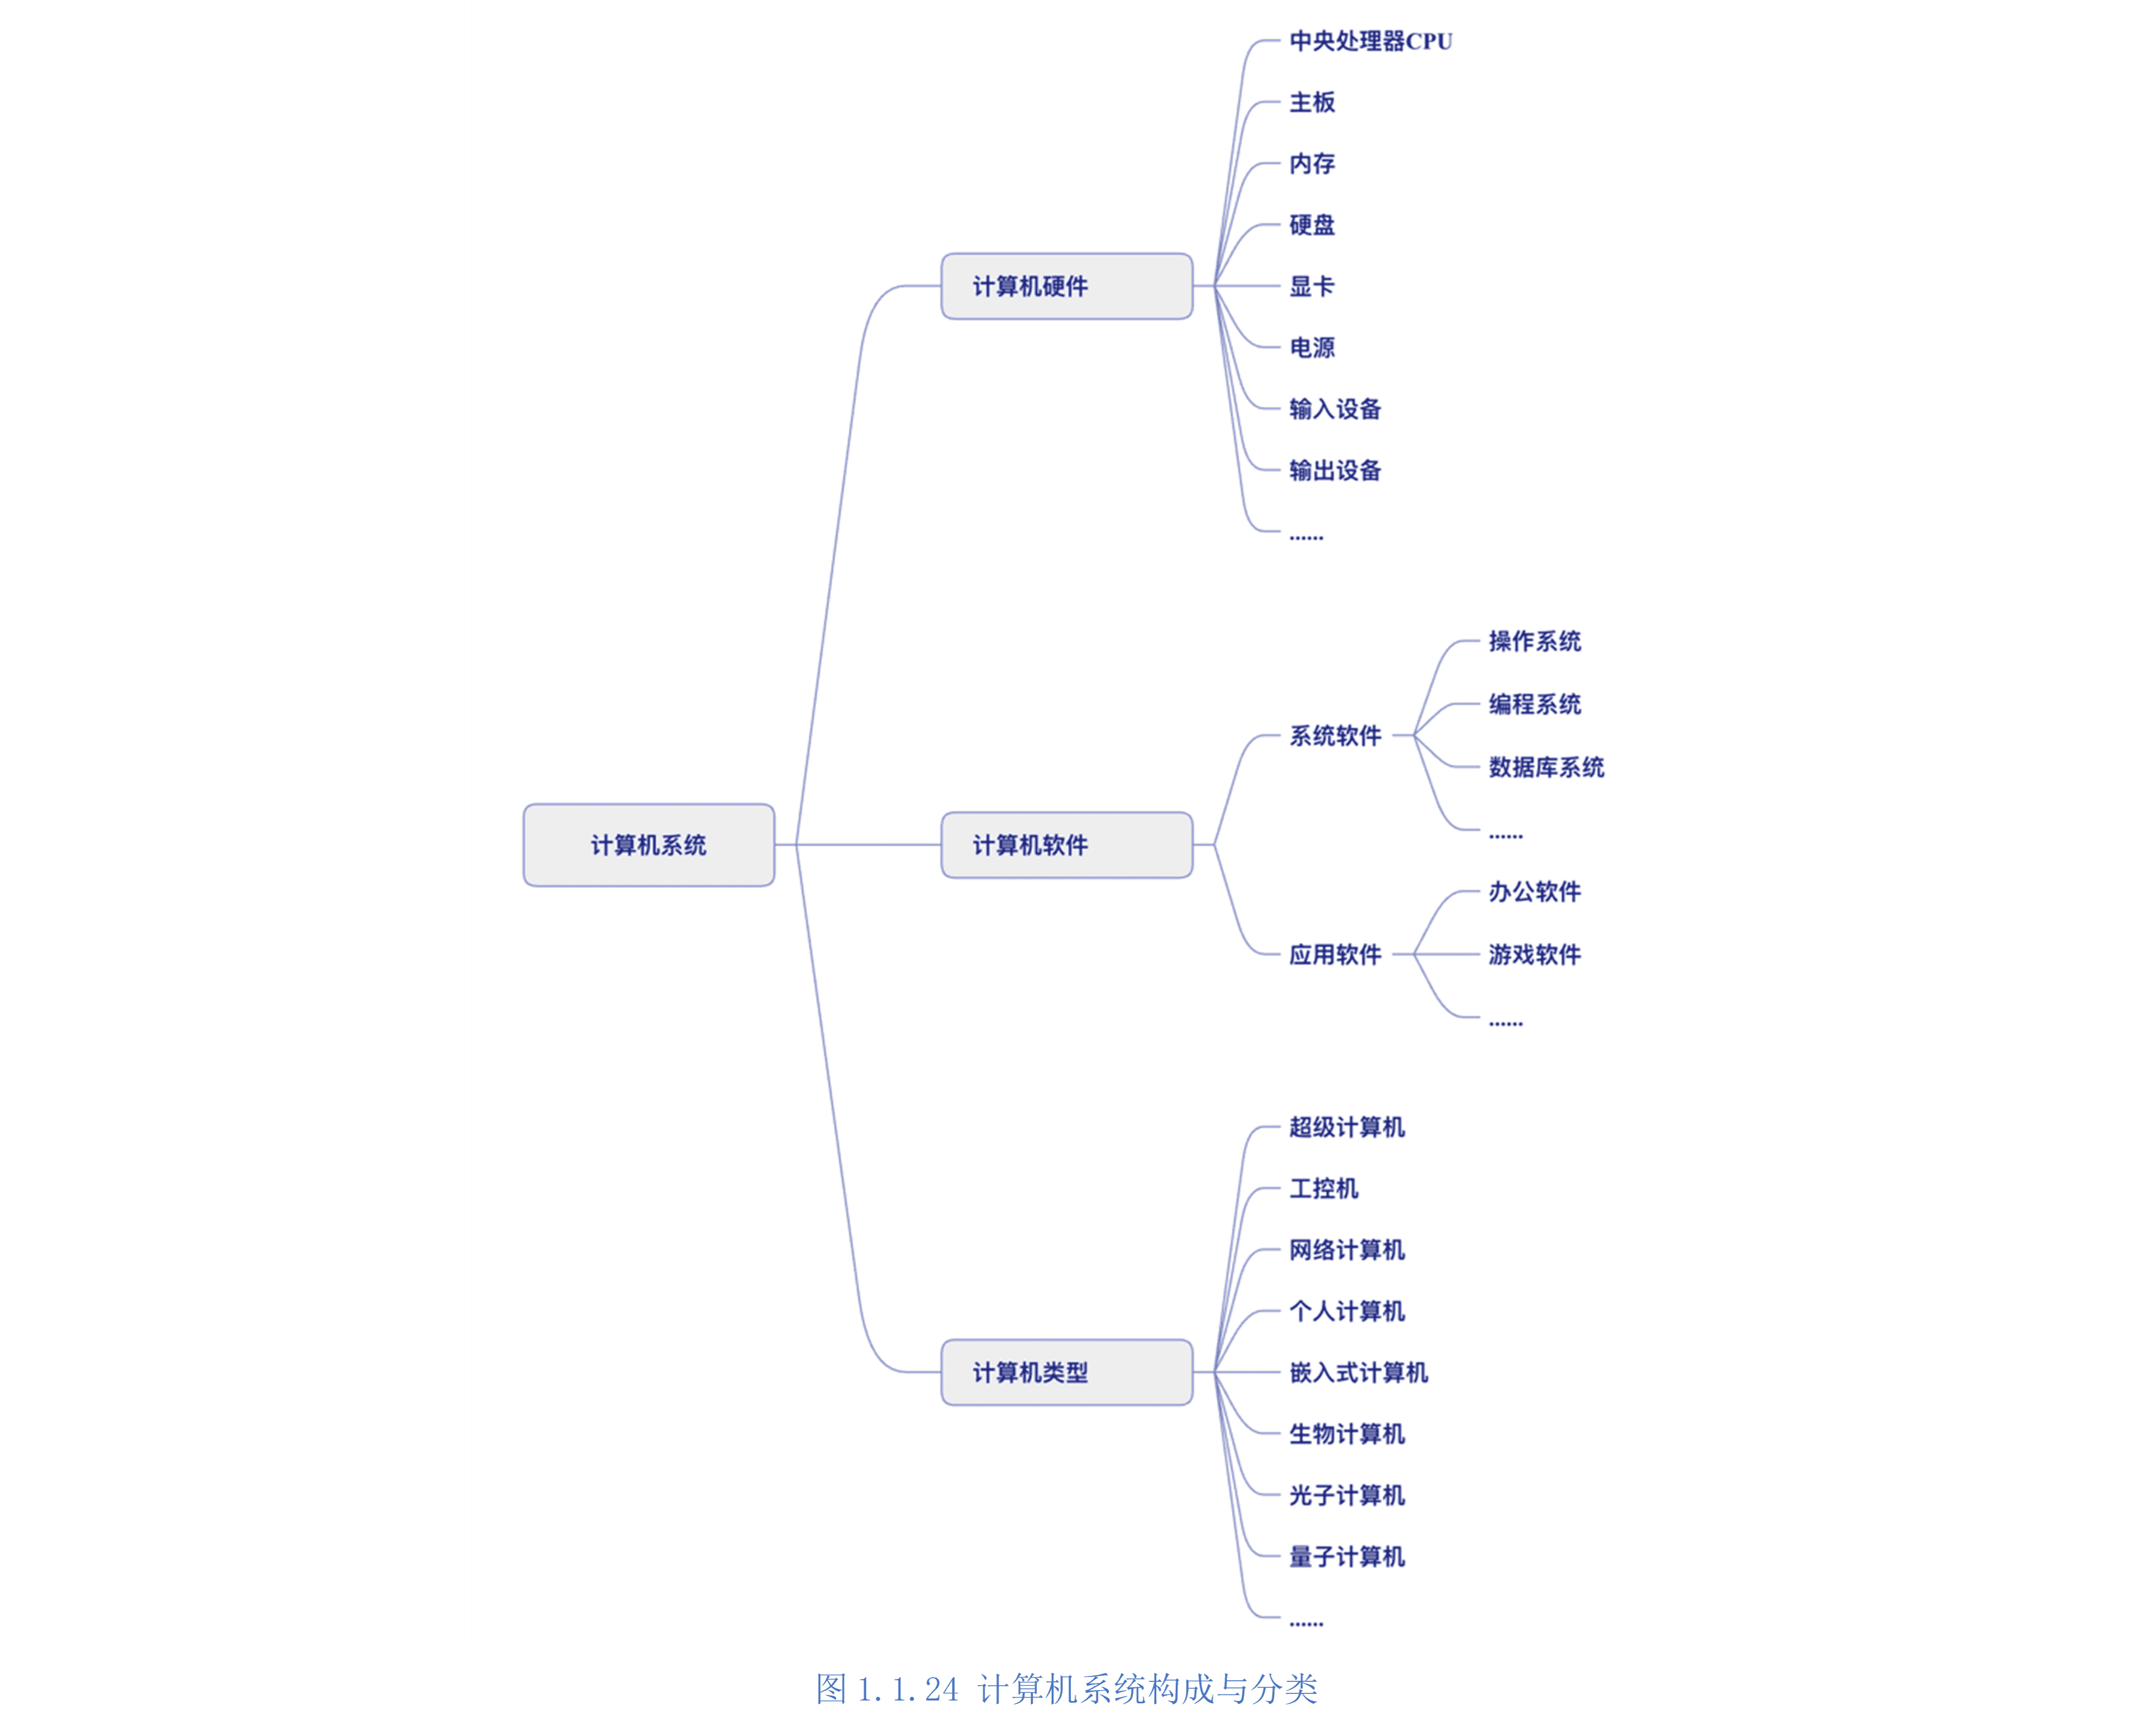 中央处理器CPU
主板
内存
硬盘
计算机硬件
显卡
电源
输入设备
输出设备
......
操作系统
编程系统
系统软件
数据库系统
......
计算机系统
计算机软件
办公软件
应用软件
游戏软件
......
超级计算机
工控机
网络计算机
个人计算机
计算机类型
嵌入式计算机
生物计算机
光子计算机
量子计算机
......
图 1.1.24 计算机系统构成与分类